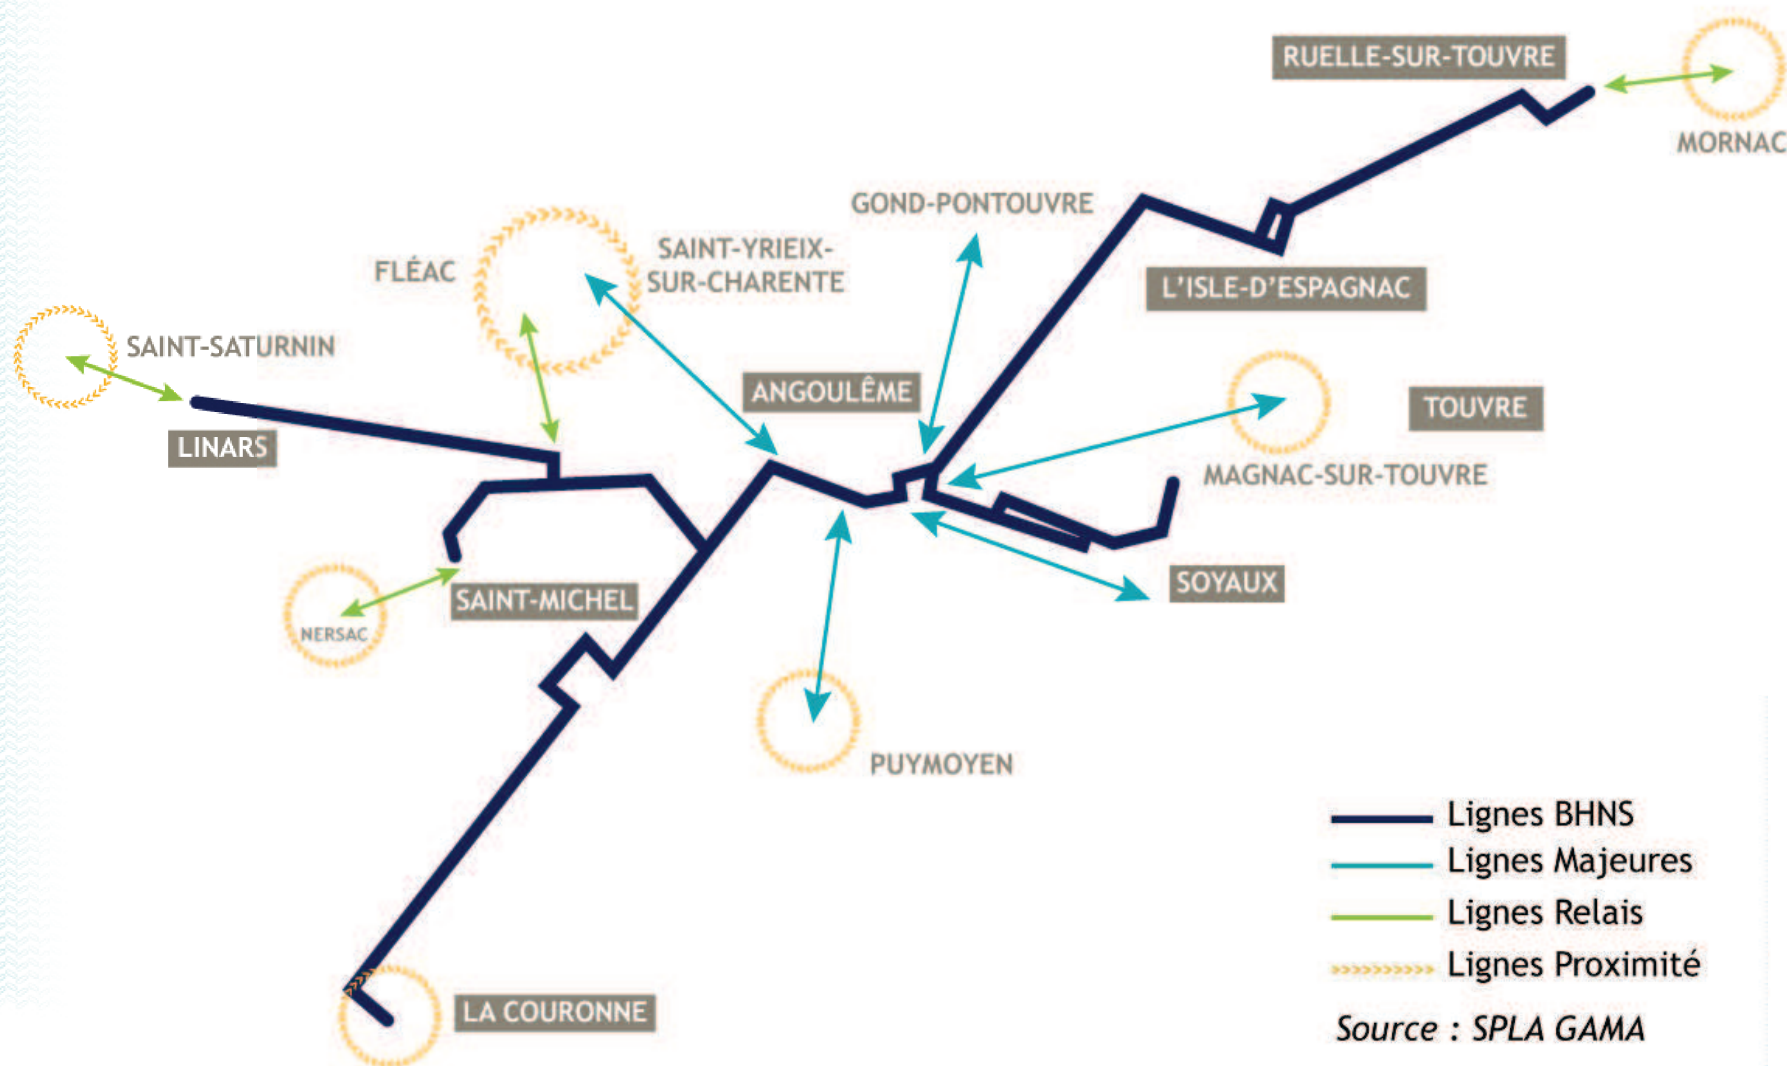 RUELLE-SUR-TOUVRE
MORNAC
GOND-PONTOUVRE
SAINT-YRIEIX-
SUR-CHARENTE
FLÉAC
L'ISLE-D'ESPAGNAC
SAINT-SATURNIN
ANGOULÊME
TOUVRE
LINARS
MAGNAC-SUR-TOUVRE
SOYAUX
SAINT-MICHEL
NERSAC
PUYMOYEN
LA COURONNE
Lignes BHNS
Lignes Majeures
Lignes Relais
Lignes Proximité
Source : SPLA GAMA